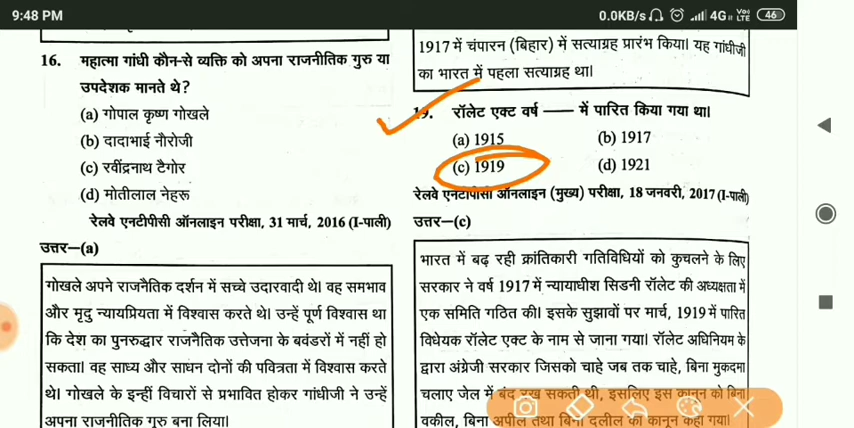 9:48 PM
0.0KB/s 4G 46
16. महात्मा गांधी कौन-से व्यक्ति को अपना राजनीतिक गुरु या
उपदेशक मानते थे?
(a) गोपाल कृष्ण गोखले
(b) दादाभाई नौरोजी
(c) रवींद्रनाथ टैगोर
(d) मोतीलाल नेहरू
रेलवे एनटीपीसी ऑनलाइन परीक्षा, 31 मार्च, 2016 (I-पाली)
उत्तर–(a)
गोखले अपने राजनैतिक दर्शन में सच्चे उदारवादी थे। वह समभाव
और मृदु न्यायप्रियता में विश्वास करते थे। उन्हें पूर्ण विश्वास था
कि देश का पुनरुद्धार राजनैतिक उत्तेजना के बवंडरों में नहीं हो
सकता। वह साध्य और साधन दोनों की पवित्रता में विश्वास करते
थे। गोखले के इन्हीं विचारों से प्रभावित होकर गांधीजी ने उन्हें
अपना राजनीतिक गुरु बना लिया।
1917 में चंपारन (बिहार) में सत्याग्रह प्रारंभ किया। यह गांधीजी
का भारत में पहला सत्याग्रह था।
19. रॉलेट एक्ट वर्ष —— में पारित किया गया था।
(a) 1915 (b) 1917
(c) 1919 (d) 1921
रेलवे एनटीपीसी ऑनलाइन (मुख्य) परीक्षा, 18 जनवरी, 2017 (I-पाली)
उत्तर–(c)
भारत में बढ़ रही क्रांतिकारी गतिविधियों को कुचलने के लिए
सरकार ने वर्ष 1917 में न्यायाधीश सिडनी रॉलेट की अध्यक्षता में
एक समिति गठित की। इसके सुझावों पर मार्च, 1919 में पारित
विधेयक रॉलेट एक्ट के नाम से जाना गया। रॉलेट अधिनियम के
द्वारा अंग्रेजी सरकार जिसको चाहे जब तक चाहे, बिना मुकदमा
चलाए जेल में बंद रख सकती थी, इसलिए इस कानून को बिना
वकील, बिना अपील तथा बिना दलील का कानून कहा गया।